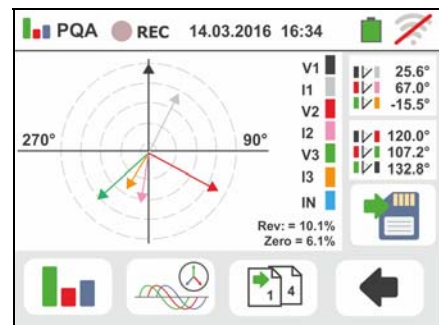 PQA REC 14.03.2016 16:34
270°
90°
V1
I1
V2
I2
V3
I3
IN
Rev: = 10.1%
Zero = 6.1%
25.6°
67.0°
-15.5°
120.0°
107.2°
132.8°
1 4